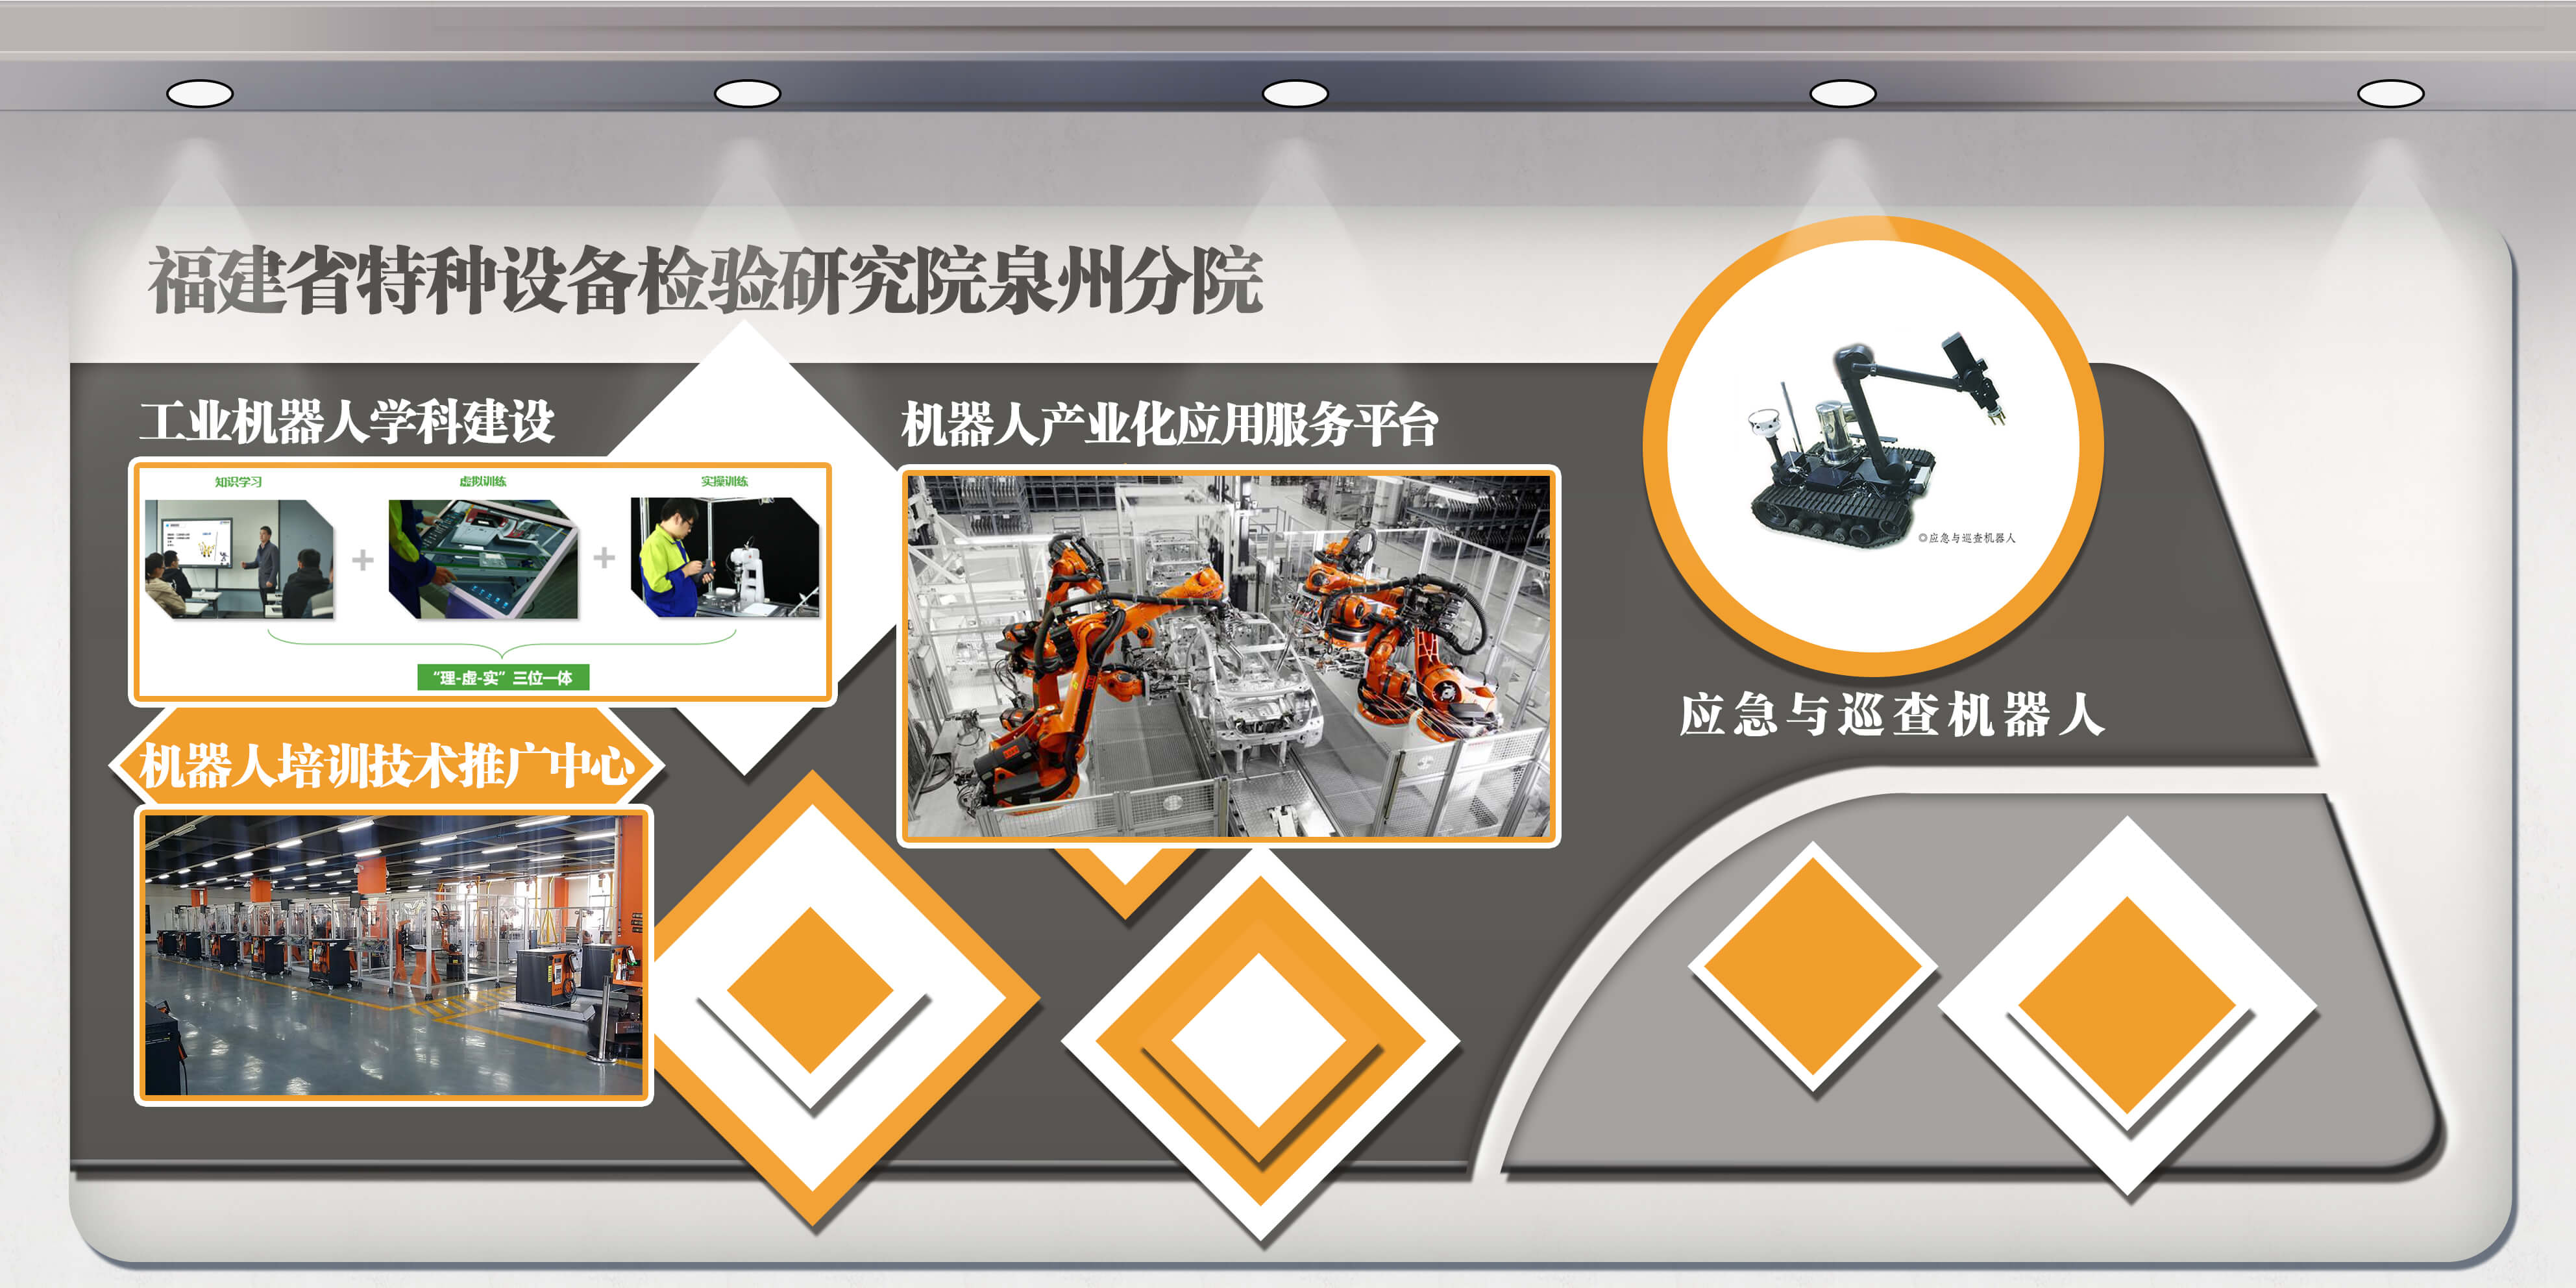 福建省特种设备检验研究院泉州分院
工业机器人学科建设
知识学习
虚拟训练
实操训练
“理-虚-实”三位一体
机器人培训技术推广中心
机器人产业化应用服务平台
◎应急与巡查机器人
应急与巡查机器人